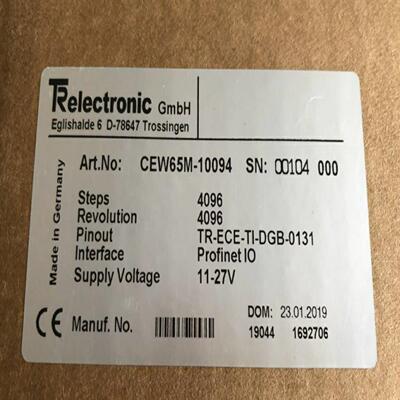 TRelectronic GmbH
Eglishalde 6 D-78647 Trossingen
Art.No: CEW65M-10094 SN: 00104 000
Made in Germany
Steps 4096
Revolution 4096
Pinout TR-ECE-TI-DGB-0131
Interface Profinet IO
Supply Voltage 11-27V
DOM: 23.01.2019
CE Manuf. No. 19044 1692706